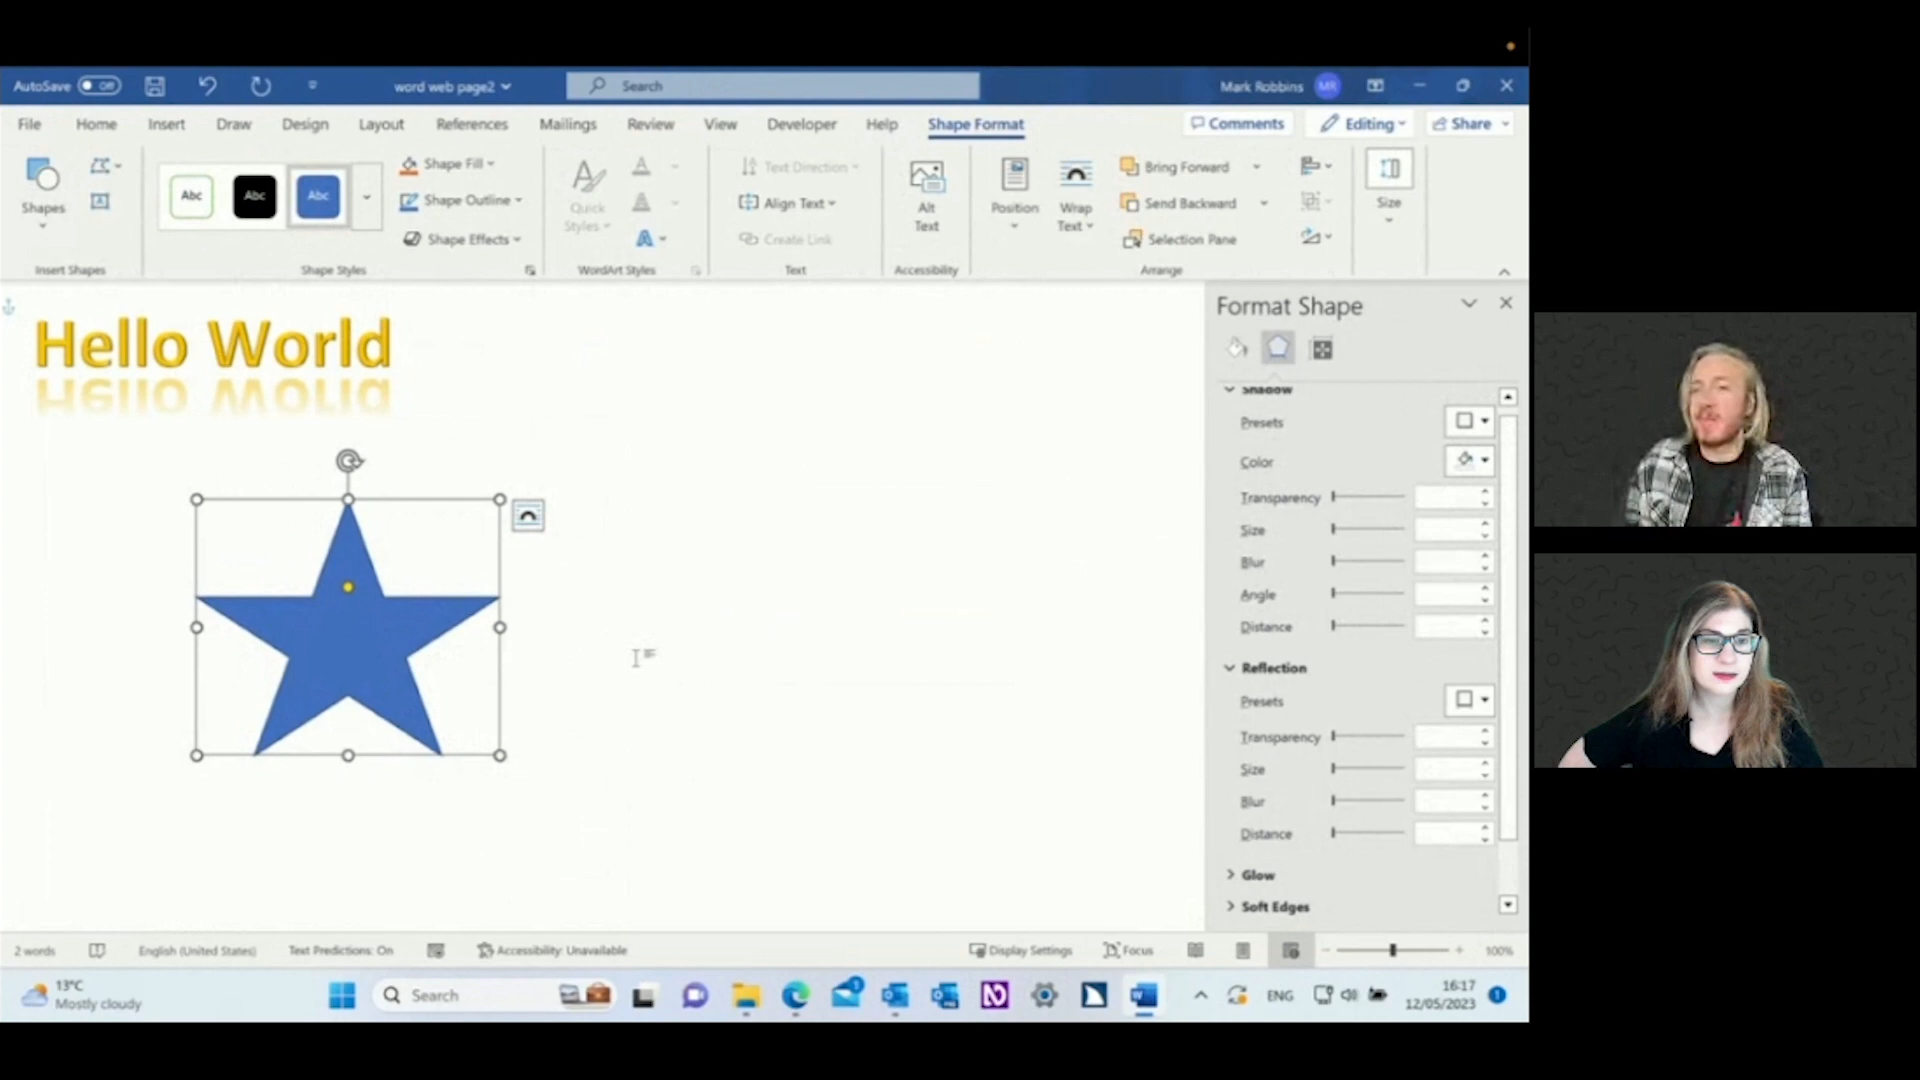 AutoSave Off word web page2 Search Mark Robbins MR
File Home Insert Draw Design Layout References Mailings Review View Developer Help Shape Format Comments Editing Share
Shapes
Insert Shapes
Abc Abc Abc
Shape Fill
Shape Outline
Shape Effects
Shape Styles
Quick
Styles
WordArt Styles
Text Direction
Align Text
Create Link
Text
Alt
Text
Accessibility
Position
Wrap
Text
Bring Forward
Send Backward
Selection Pane
Arrange
Size
Hello World
Format Shape
Shadow
Presets
Color
Transparency
Size
Blur
Angle
Distance
Reflection
Presets
Transparency
Size
Blur
Distance
Glow
Soft Edges
2 words English (United States) Text Predictions: On Accessibility: Unavailable Display Settings Focus 100%
13°C
Mostly cloudy
Search
ENG
16:17
12/05/2023
1